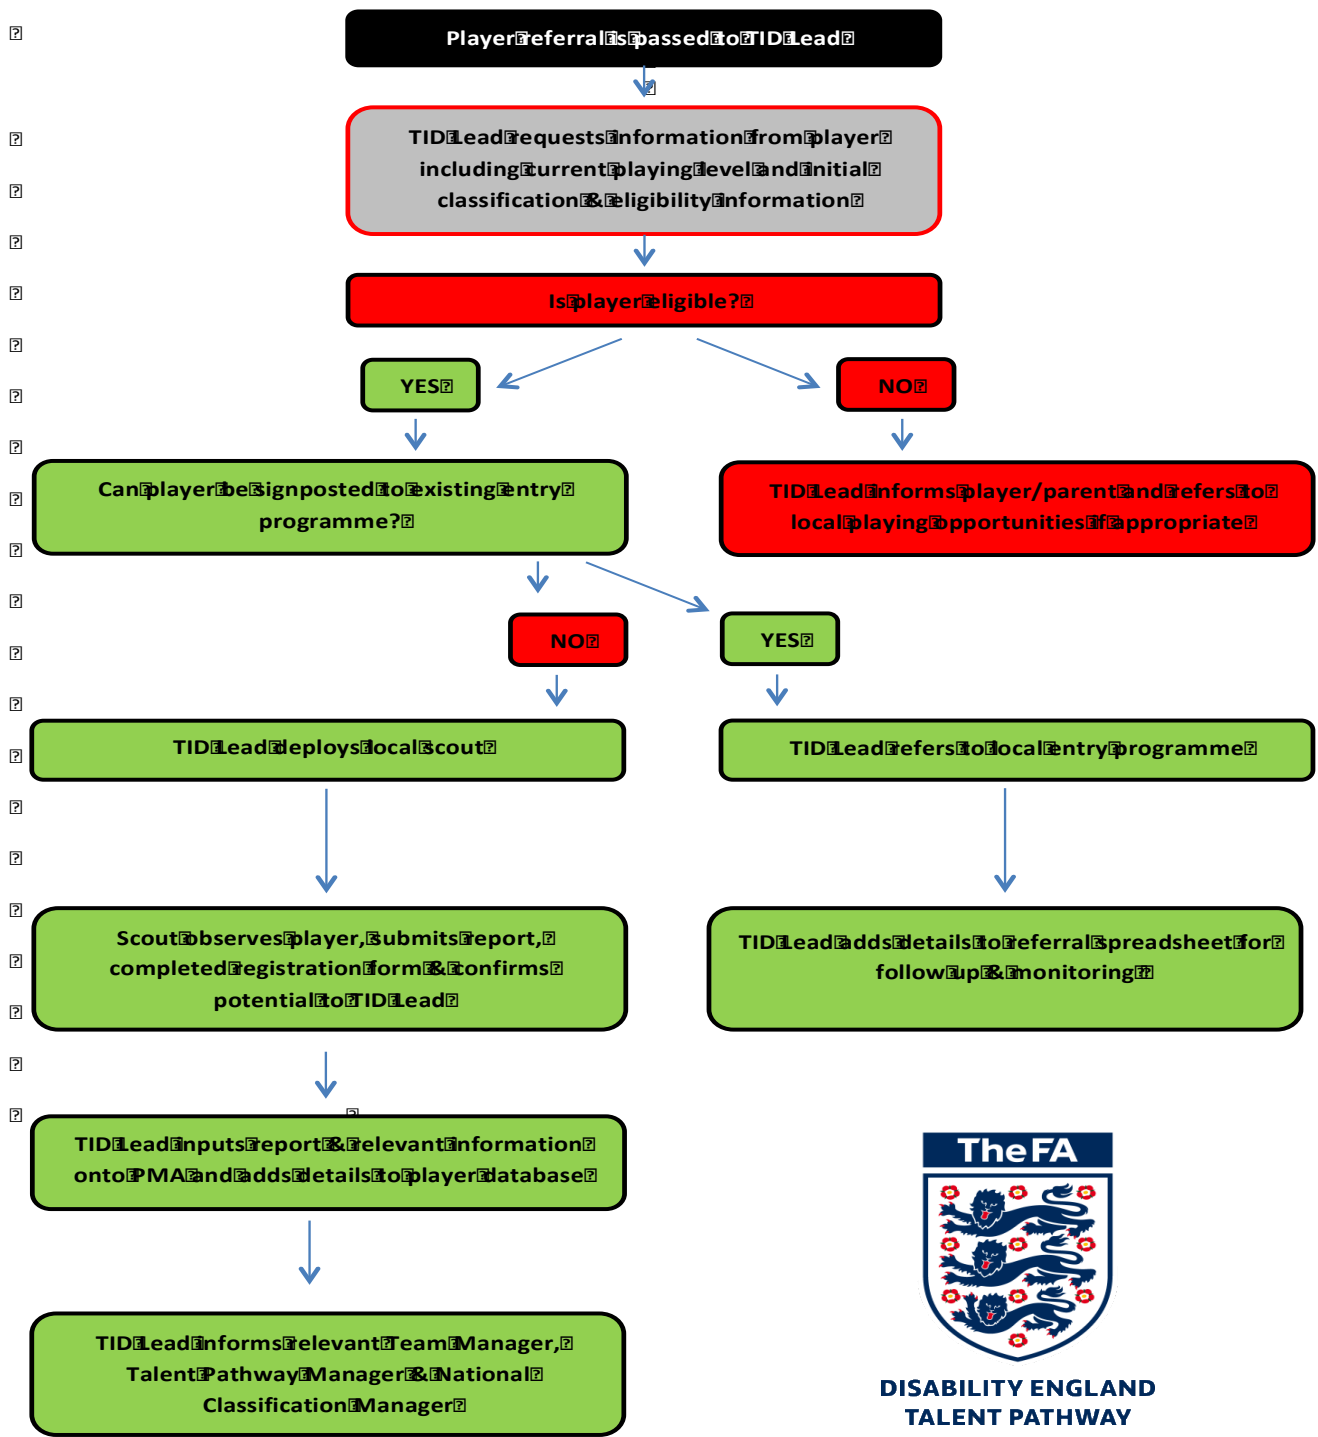 Player referral is passed to TID Lead
TID Lead requests information from player
including current playing level and initial
classification & eligibility information
Is player eligible?
YES
NO
Can player be signposted to existing entry
programme?
TID Lead informs player/parent and refers to
local playing opportunities if appropriate
NO
YES
TID Lead deploys local scout
TID Lead refers to local entry programme
Scout observes player, submits report,
completed registration form & confirms
potential to TID Lead
TID Lead adds details to referral spreadsheet for
follow up & monitoring
TID Lead inputs report & relevant information
onto PMA and adds details to player database
TID Lead informs relevant Team Manager,
Talent Pathway Manager & National
Classification Manager
The FA
DISABILITY ENGLAND
TALENT PATHWAY